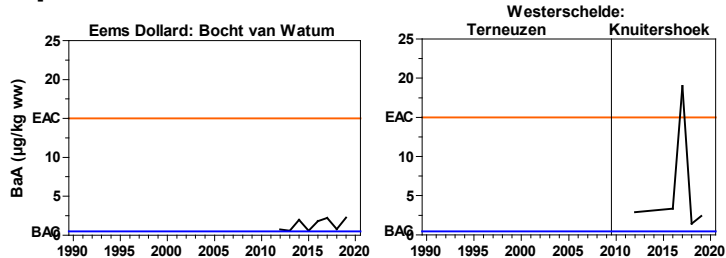 Eems Dollard: Bocht van Watum
BaA (µg/kg ww)
25
20
EAC
10
5
BAC
0
1990 1995 2000 2005 2010 2015 2020
Westerschelde:
Terneuzen Knuitershoek
25
20
EAC
10
5
BAC
0
1990 1995 2000 2005 2010 2015 2020